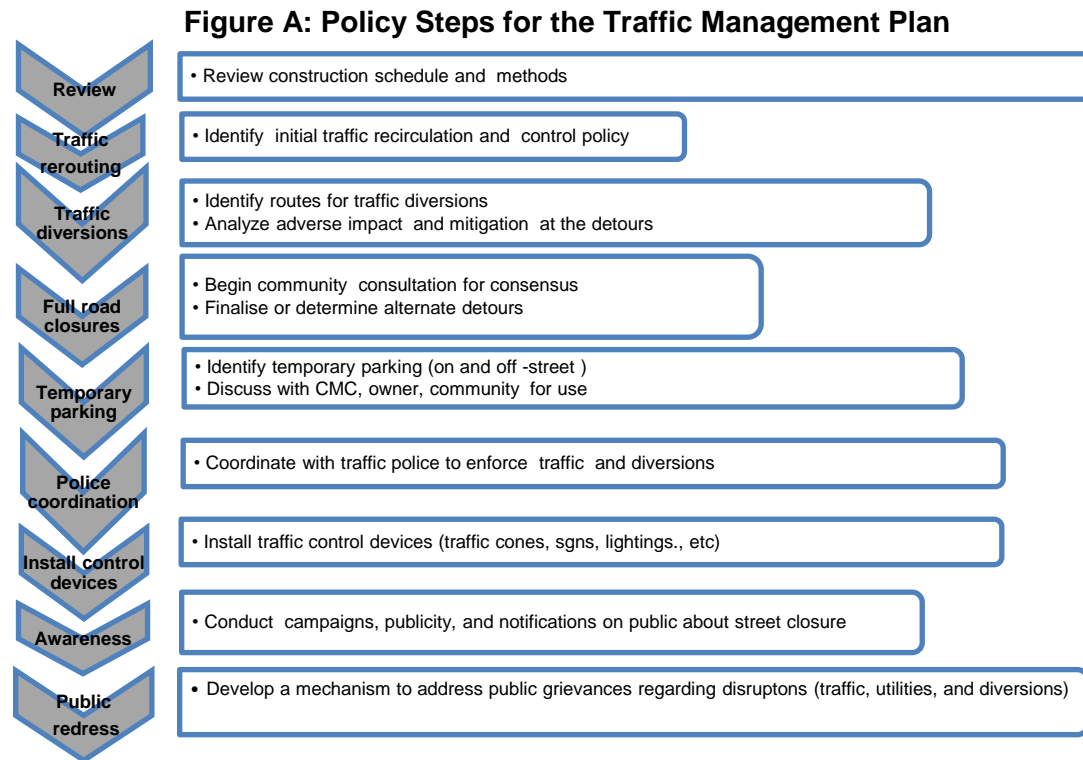 Figure A: Policy Steps for the Traffic Management Plan
Review
• Review construction schedule and methods
Traffic
rerouting
• Identify initial traffic recirculation and control policy
Traffic
diversions
• Identify routes for traffic diversions
• Analyze adverse impact and mitigation at the detours
Full road
closures
• Begin community consultation for consensus
• Finalise or determine alternate detours
Temporary
parking
• Identify temporary parking (on and off -street )
• Discuss with CMC, owner, community for use
Police
coordination
• Coordinate with traffic police to enforce traffic and diversions
Install control
devices
• Install traffic control devices (traffic cones, sgns, lightings., etc)
Awareness
• Conduct campaigns, publicity, and notifications on public about street closure
Public
redress
• Develop a mechanism to address public grievances regarding disruptons (traffic, utilities, and diversions)